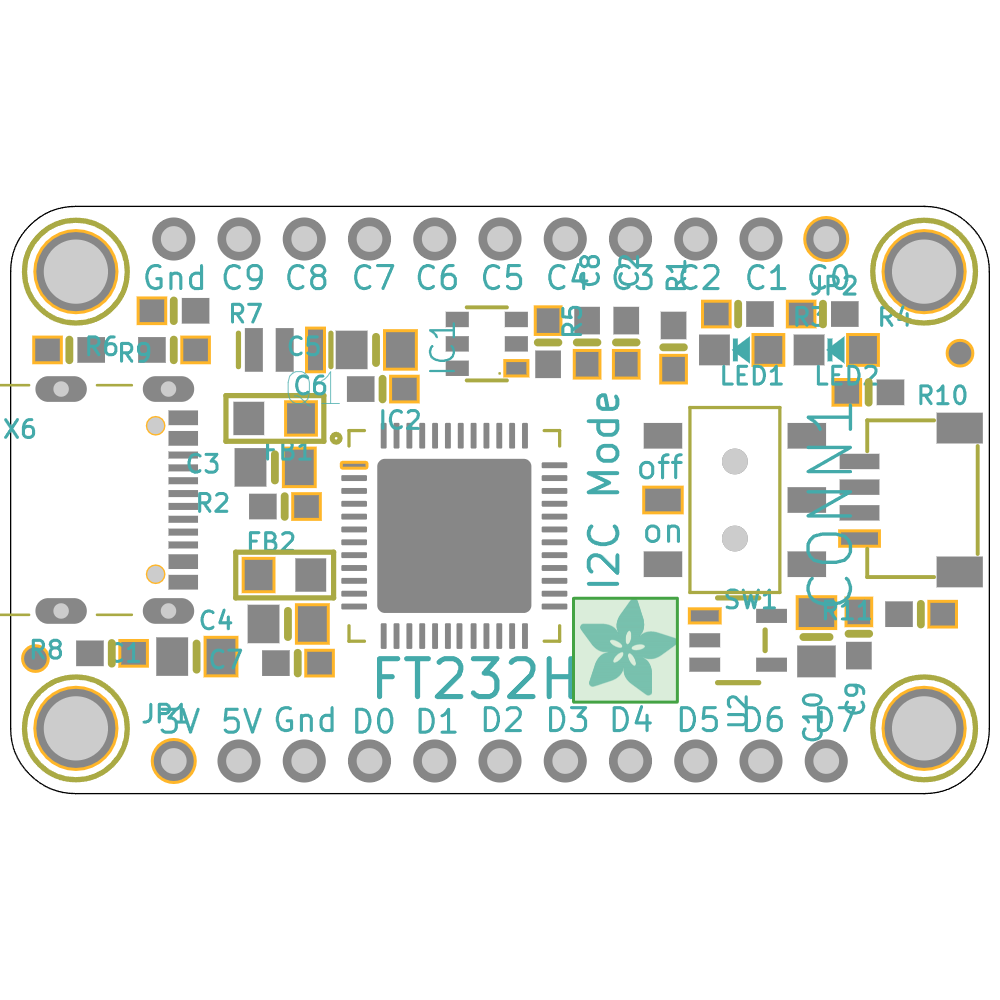 Gnd C9 C8 C7 C6 C5 C4 C3 C2 C1 C0
C8 C2 R1 JP2
R7 R5 R3 R4
R6 R9 C5 IC1
LED1 LED2
C6 R10
IC2
X6
FB1
C3
R2
off
on
I2C Mode
CONN1
FB2
SW1
C4 R11
R8 C1 C7
FT232H
JP1 U2 C10 C9
3V 5V Gnd D0 D1 D2 D3 D4 D5 D6 D7